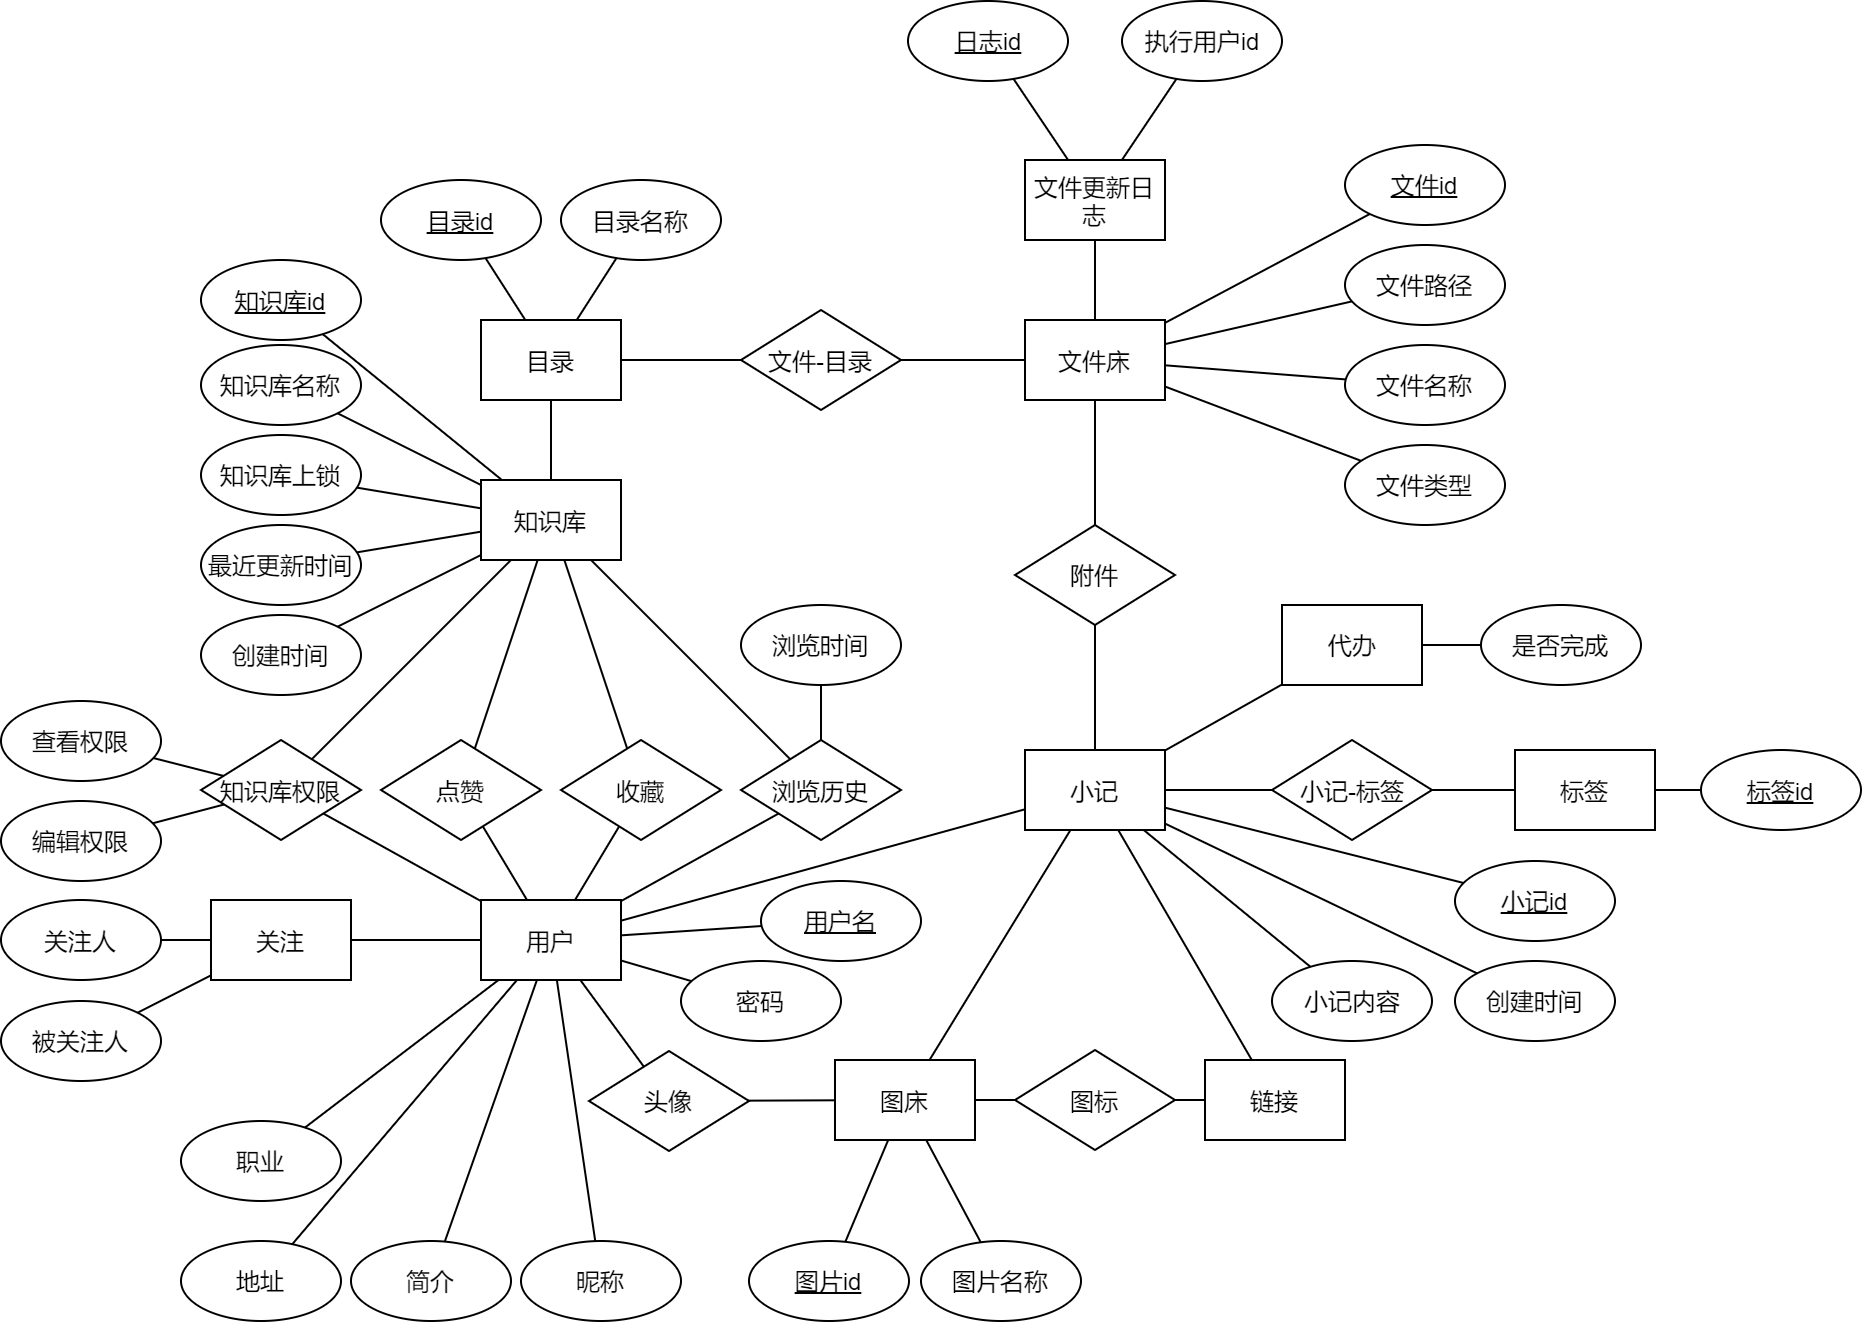 日志id
执行用户id
文件更新日
志
文件id
目录id
目录名称
文件路径
知识库id
目录
文件-目录
文件床
文件名称
知识库名称
知识库上锁
文件类型
知识库
最近更新时间
附件
创建时间
浏览时间
代办
是否完成
查看权限
知识库权限
点赞
收藏
浏览历史
小记
小记-标签
标签
标签id
编辑权限
小记id
关注人
关注
用户
用户名
密码
小记内容
创建时间
被关注人
头像
图床
图标
链接
职业
地址
简介
昵称
图片id
图片名称